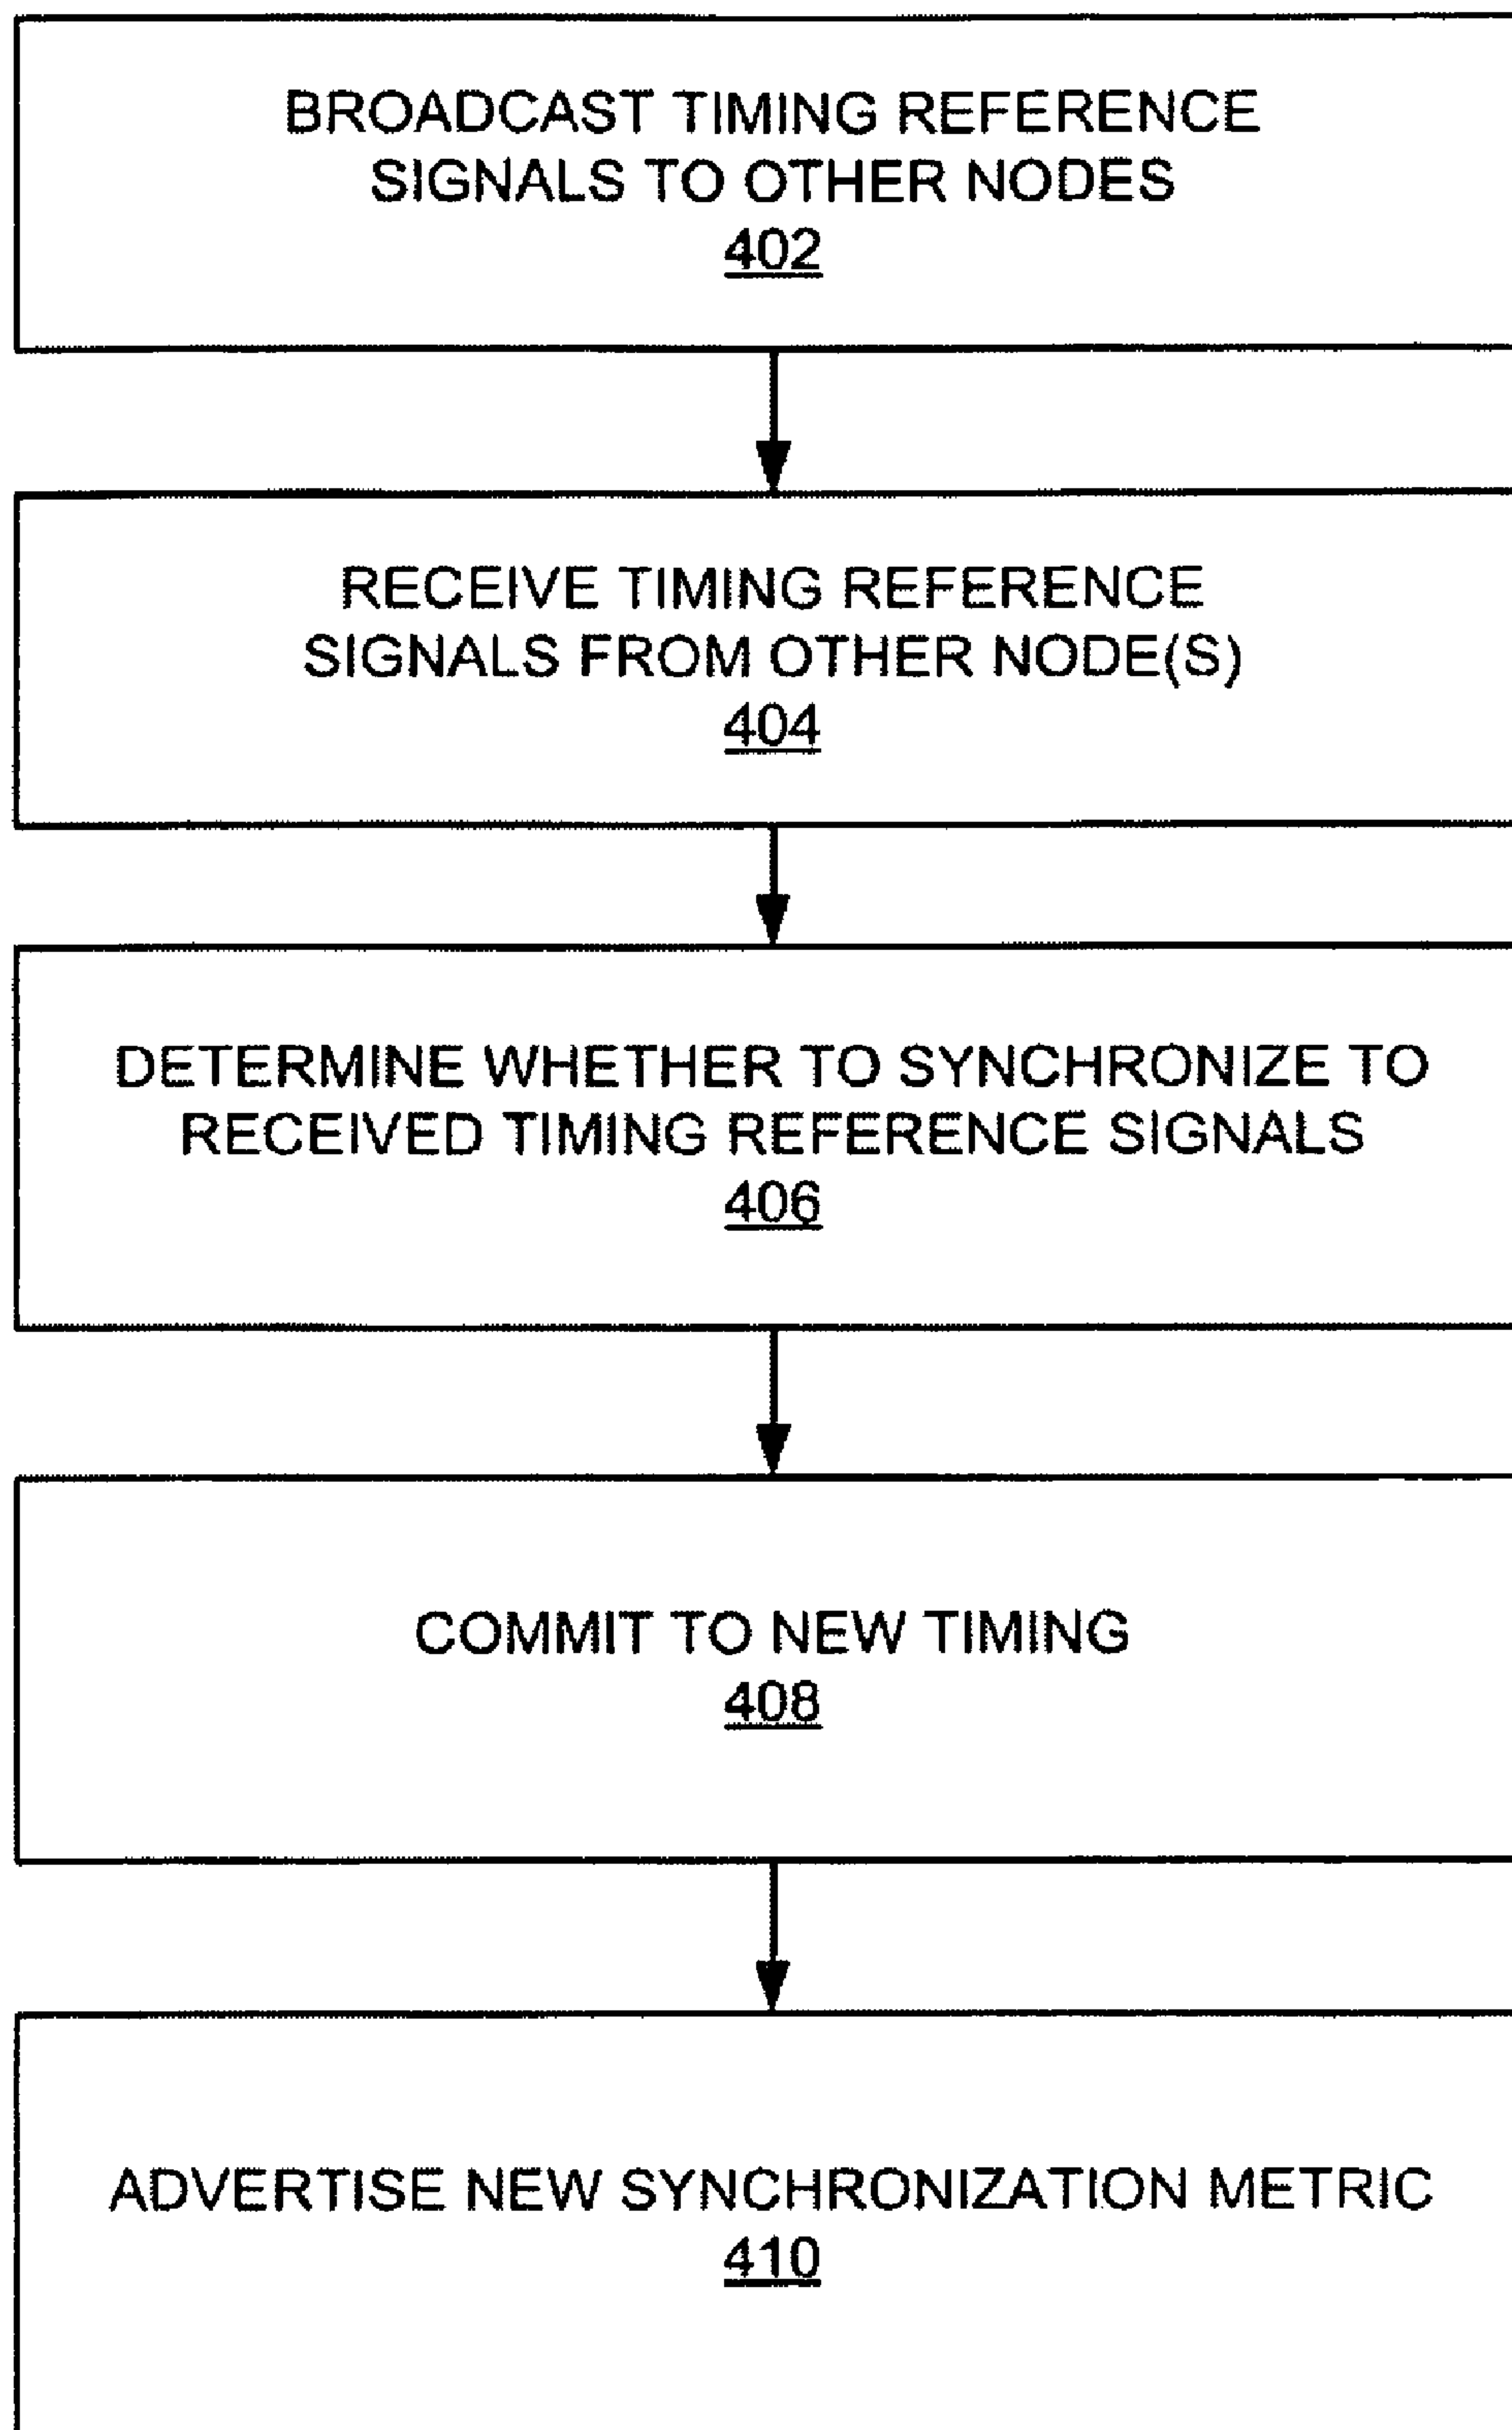 BROADCAST TIMING REFERENCE
SIGNALS TO OTHER NODES
402
RECEIVE TIMING REFERENCE
SIGNALS FROM OTHER NODE(S)
404
DETERMINE WHETHER TO SYNCHRONIZE TO
RECEIVED TIMING REFERENCE SIGNALS
406
COMMIT TO NEW TIMING
408
ADVERTISE NEW SYNCHRONIZATION METRIC
410